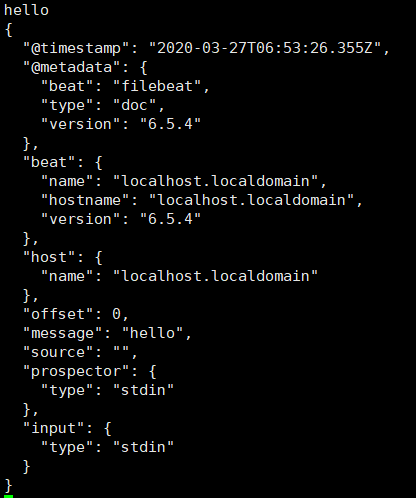 hello
{
  "@timestamp": "2020-03-27T06:53:26.355Z",
  "@metadata": {
    "beat": "filebeat",
    "type": "doc",
    "version": "6.5.4"
  },
  "beat": {
    "name": "localhost.localdomain",
    "hostname": "localhost.localdomain",
    "version": "6.5.4"
  },
  "host": {
    "name": "localhost.localdomain"
  },
  "offset": 0,
  "message": "hello",
  "source": "",
  "prospector": {
    "type": "stdin"
  },
  "input": {
    "type": "stdin"
  }
}